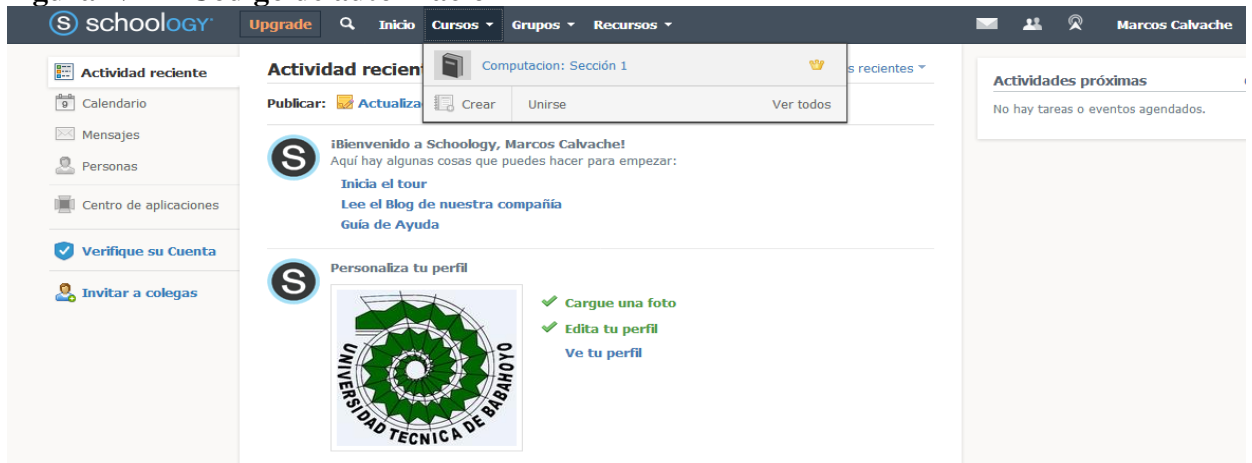 S schoology Upgrade Inicio Cursos Grupos Recursos Marcos Calvache
Actividad reciente
9 Calendario
Mensajes
Personas
Centro de aplicaciones
Verifique su Cuenta
Invitar a colegas
Computacion: Sección 1
Crear Unirse Ver todos
s recientes
Publicar:
¡Bienvenido a Schoology, Marcos Calvache!
Aquí hay algunas cosas que puedes hacer para empezar:
Inicia el tour
Lee el Blog de nuestra compañía
Guía de Ayuda
S
Personaliza tu perfil
S
UNIVERSIDAD TECNICA DE BABAHOYO
Cargue una foto
Edita tu perfil
Ve tu perfil
Actividades próximas
No hay tareas o eventos agendados.